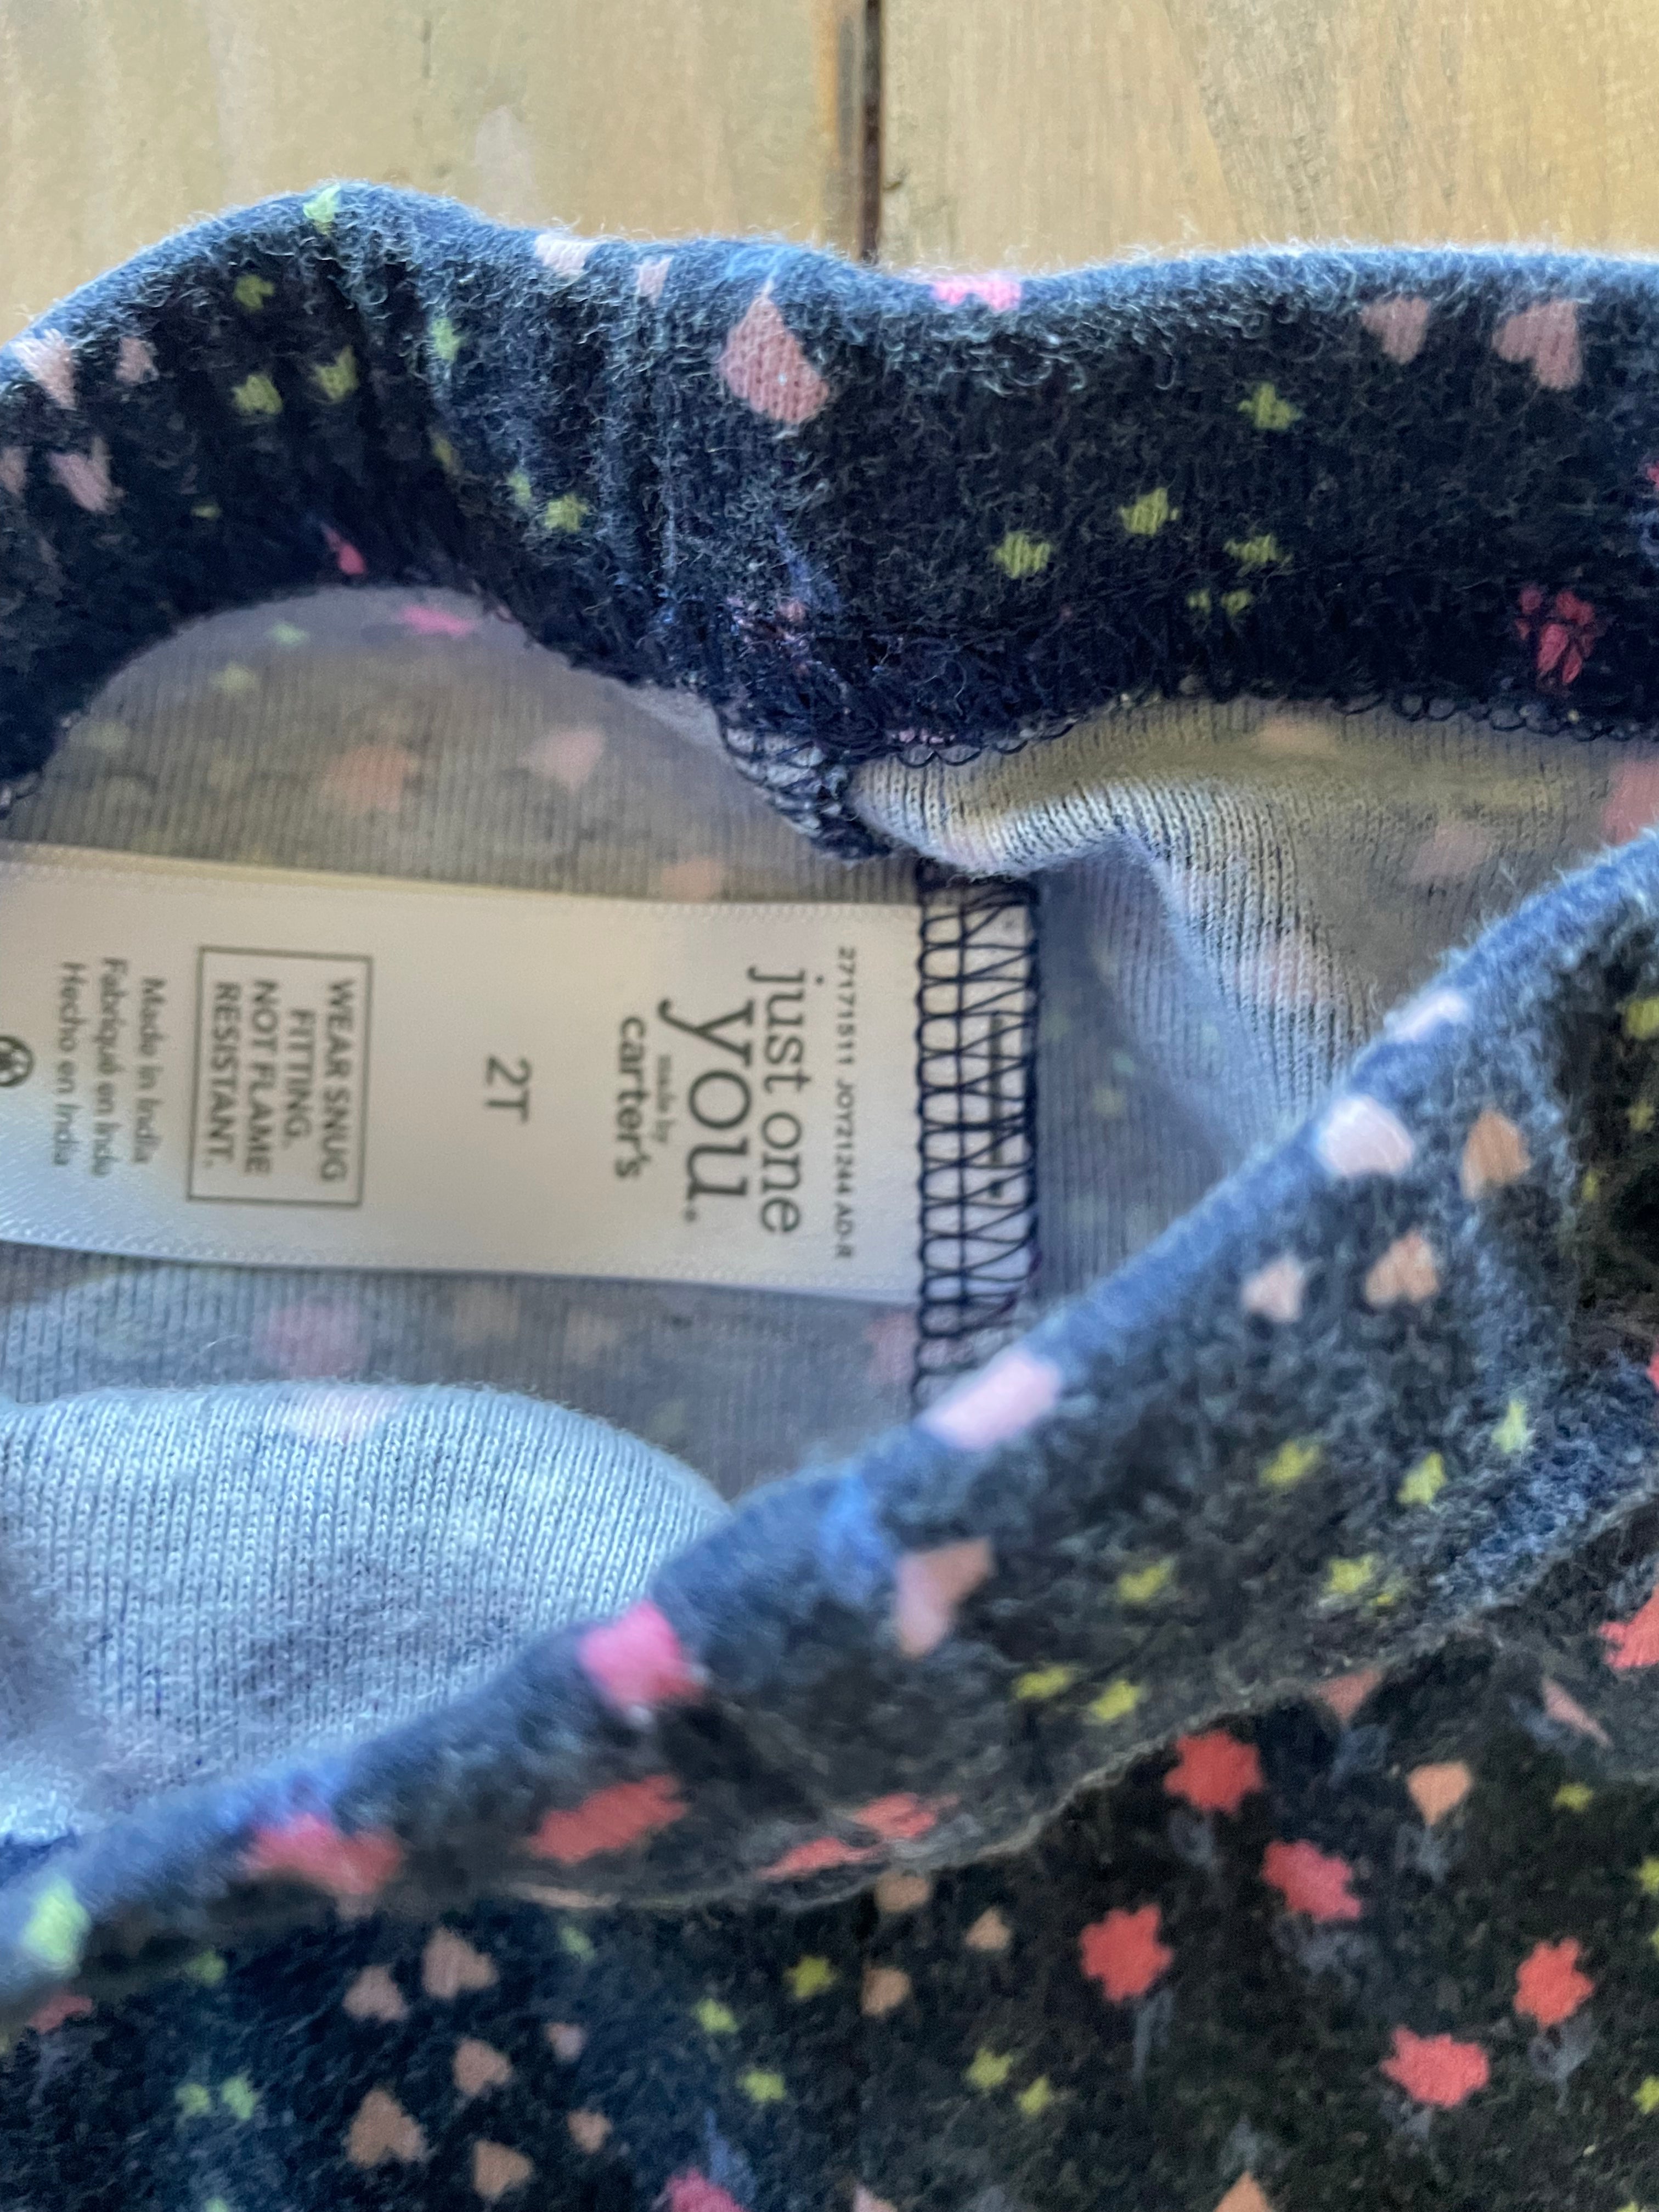 27171511 JOY21244 AO-R
just one
you®
made by
carter's
2T
WEAR SNUG
FITTING.
NOT FLAME
RESISTANT.
Made in India
Fabriqué en Inde
Hecho en India